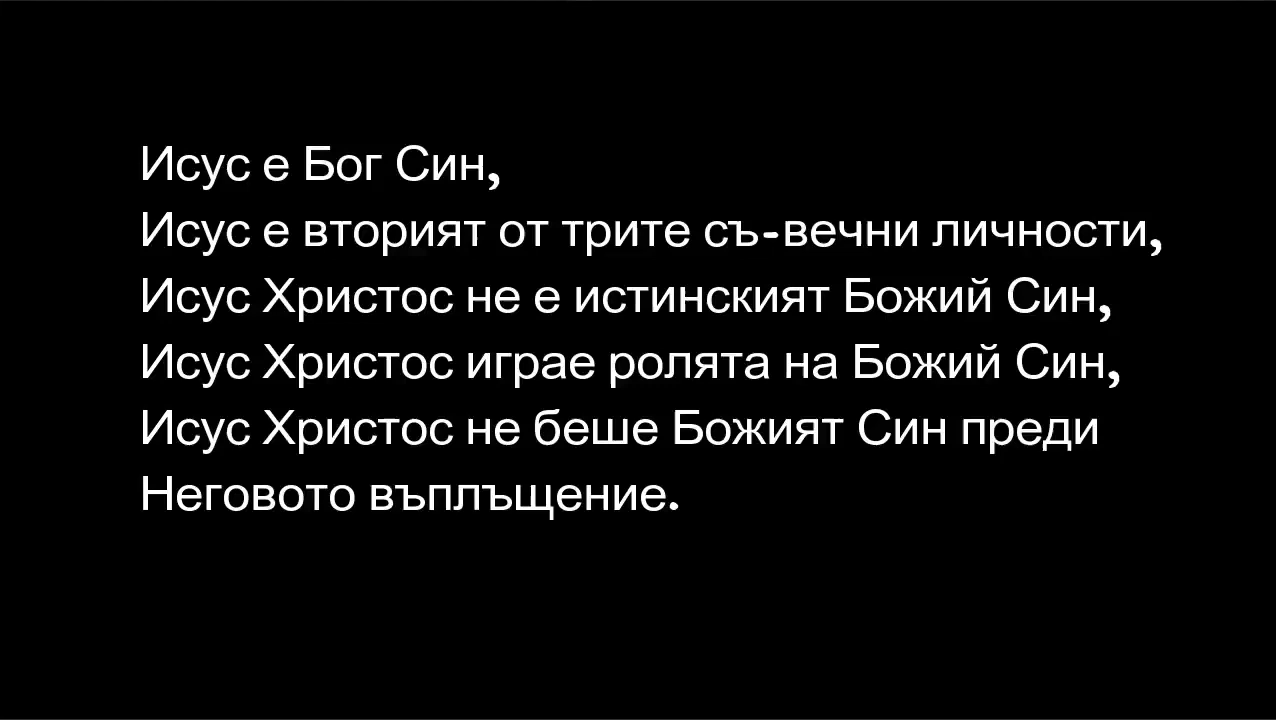 Исус е Бог Син,
Исус е вторият от трите съ-вечни личности,
Исус Христос не е истинският Божий Син,
Исус Христос играе ролята на Божий Син,
Исус Христос не беше Божият Син преди
Неговото въплъщение.